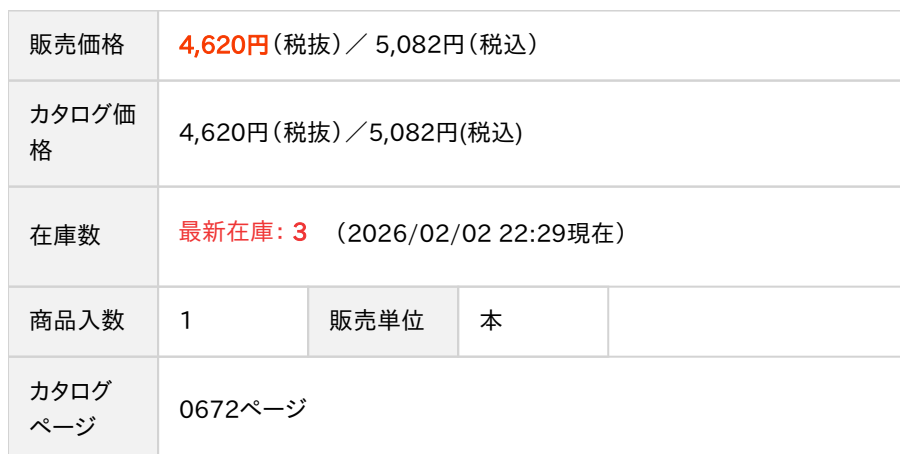 販売価格 4,620円（税抜）／ 5,082円（税込）
カタログ価
格
4,620円（税抜）／5,082円(税込)
在庫数 最新在庫：3 （2026/02/02 22:29現在）
商品入数 1 販売単位 本
カタログ
ページ
0672ページ